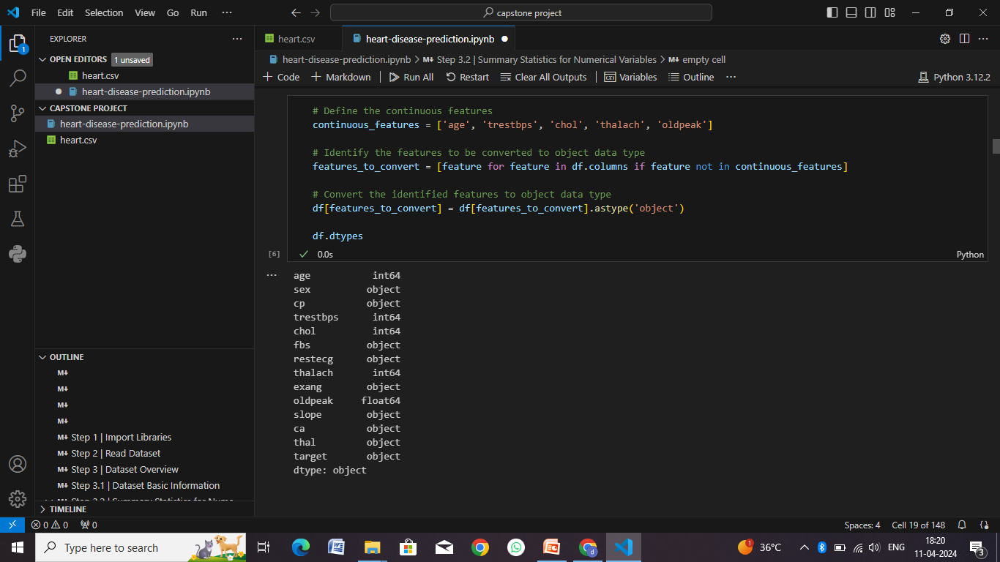 File Edit Selection View Go Run ···
capstone project
EXPLORER ···
OPEN EDITORS 1 unsaved
heart.csv
heart-disease-prediction.ipynb
CAPSTONE PROJECT
heart-disease-prediction.ipynb
heart.csv
1
OUTLINE
M↓
M↓
M↓
M↓
M↓ Step 1 | Import Libraries
M↓ Step 2 | Read Dataset
M↓ Step 3 | Dataset Overview
M↓ Step 3.1 | Dataset Basic Information
M↓ Step 3.2 | Summary Statistics for Nume...
TIMELINE
heart.csv heart-disease-prediction.ipynb ●
heart-disease-prediction.ipynb > M↓ Step 3.2 | Summary Statistics for Numerical Variables > M↓ empty cell
+ Code + Markdown | Run All Restart Clear All Outputs | Variables Outline ··· Python 3.12.2
# Define the continuous features
continuous_features = ['age', 'trestbps', 'chol', 'thalach', 'oldpeak']
# Identify the features to be converted to object data type
features_to_convert = [feature for feature in df.columns if feature not in continuous_features]
# Convert the identified features to object data type
df[features_to_convert] = df[features_to_convert].astype('object')
df.dtypes
[6] ✓ 0.0s Python
··· age int64
sex object
cp object
trestbps int64
chol int64
fbs object
restecg object
thalach int64
exang object
oldpeak float64
slope object
ca object
thal object
target object
dtype: object
0 0 0 Spaces: 4 Cell 19 of 148
Type here to search
1 36°C ENG 18:20
11-04-2024 3